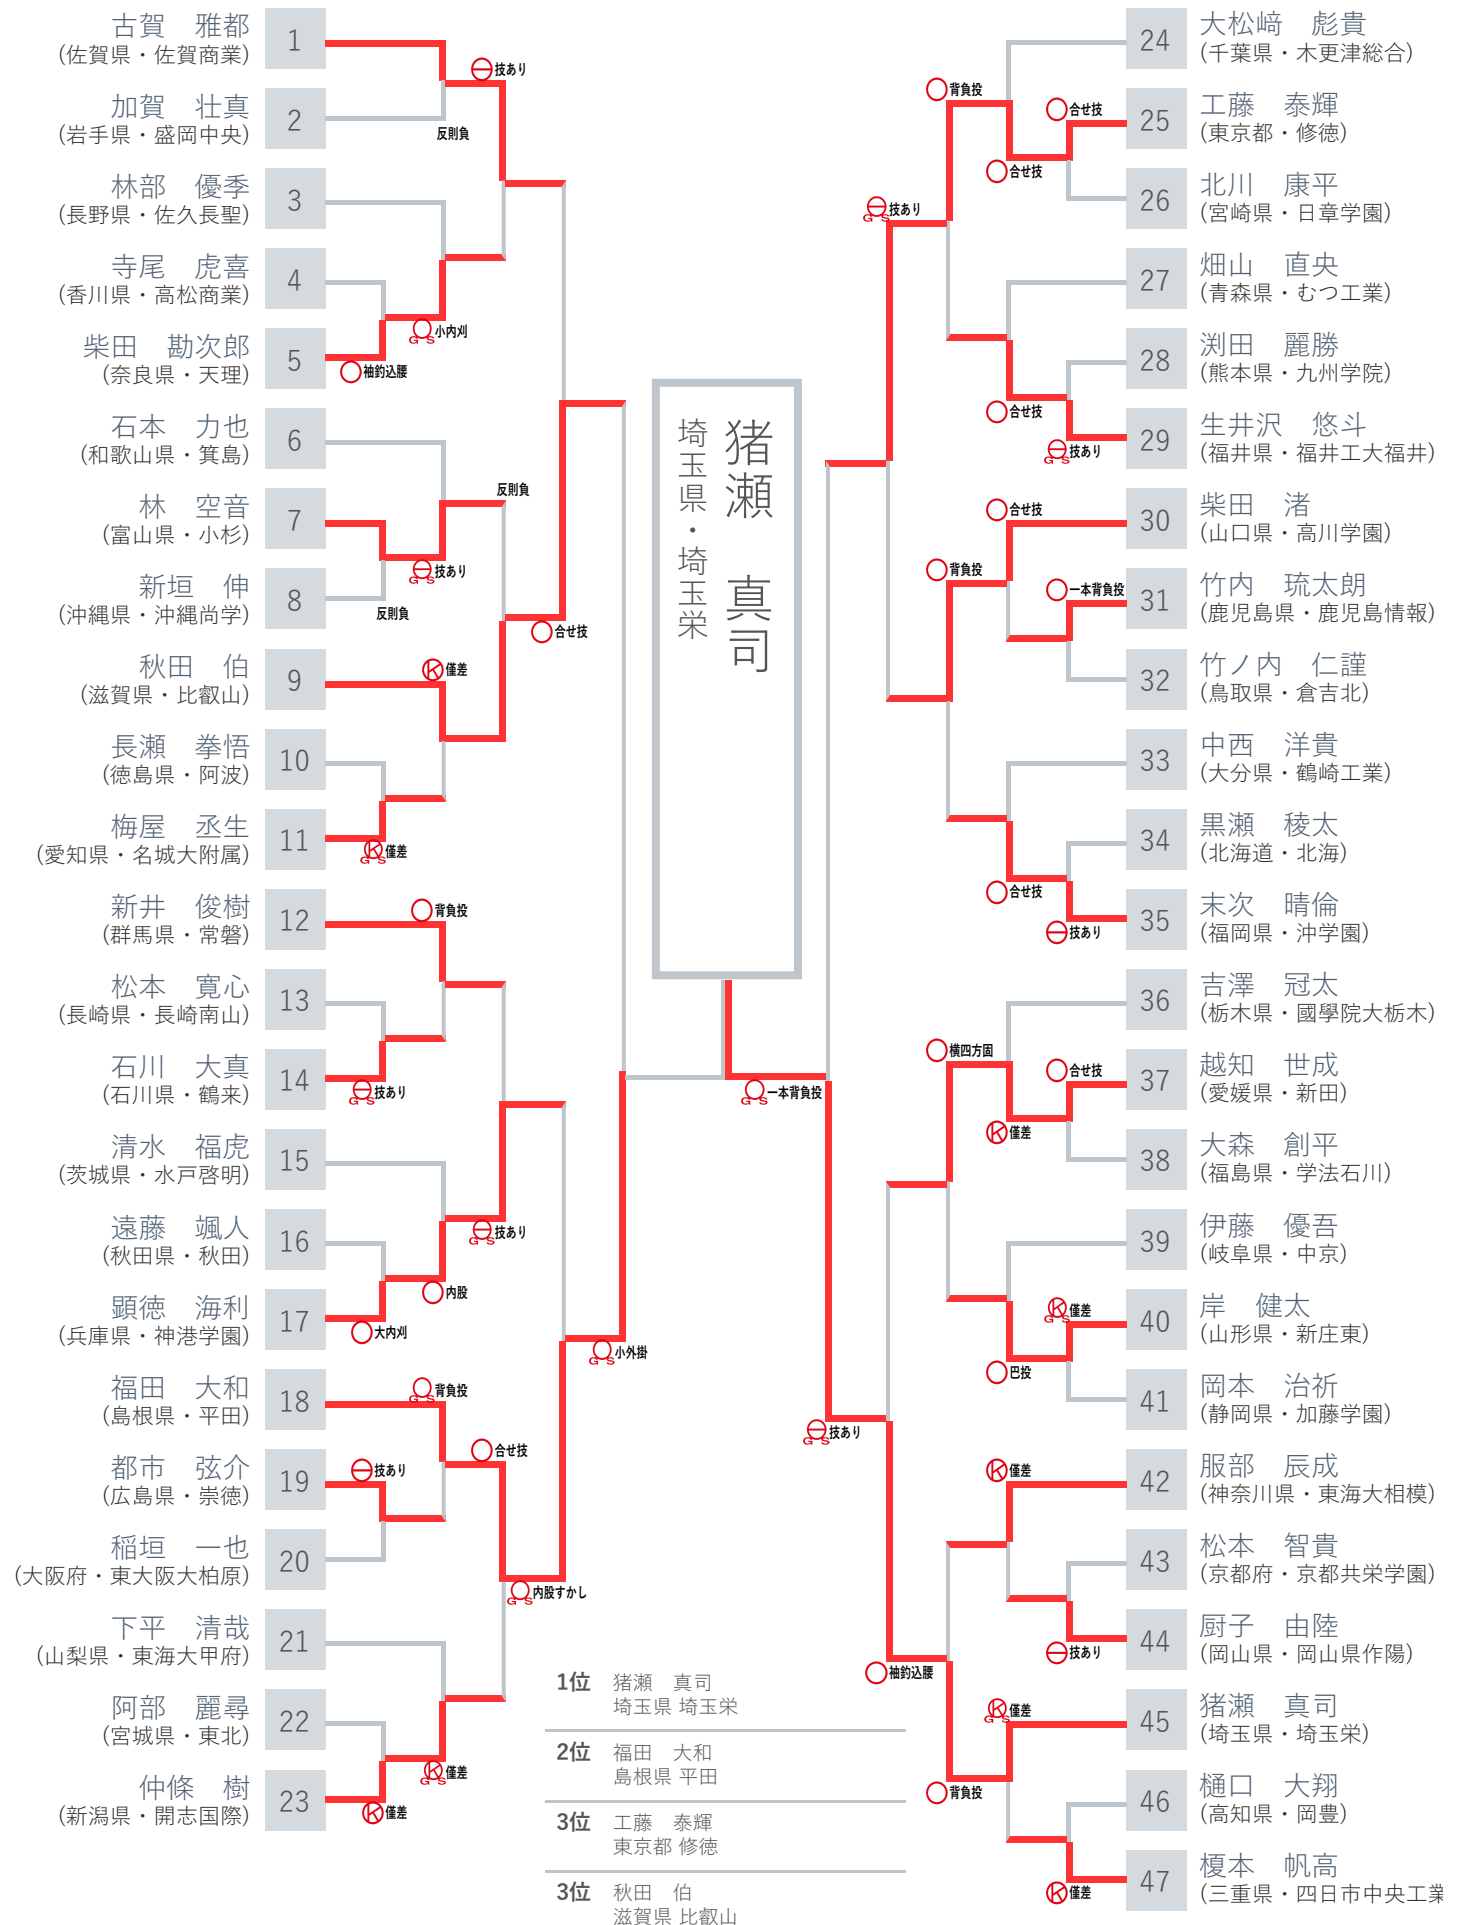 古賀　雅都
(佐賀県・佐賀商業)
1
加賀　壮真
(岩手県・盛岡中央)
2
林部　優季
(長野県・佐久長聖)
3
寺尾　虎喜
(香川県・高松商業)
4
柴田　勘次郎
(奈良県・天理)
5
石本　力也
(和歌山県・箕島)
6
林　空音
(富山県・小杉)
7
新垣　伸
(沖縄県・沖縄尚学)
8
秋田　伯
(滋賀県・比叡山)
9
長瀬　拳悟
(徳島県・阿波)
10
梅屋　丞生
(愛知県・名城大附属)
11
新井　俊樹
(群馬県・常磐)
12
松本　寛心
(長崎県・長崎南山)
13
石川　大真
(石川県・鶴来)
14
清水　福虎
(茨城県・水戸啓明)
15
遠藤　颯人
(秋田県・秋田)
16
顕徳　海利
(兵庫県・神港学園)
17
福田　大和
(島根県・平田)
18
都市　弦介
(広島県・崇徳)
19
稲垣　一也
(大阪府・東大阪大柏原)
20
下平　清哉
(山梨県・東海大甲府)
21
阿部　麗尋
(宮城県・東北)
22
仲條　樹
(新潟県・開志国際)
23
技あり
反則負
GS 小内刈
袖釣込腰
反則負
GS 技あり
反則負
合せ技
K 僅差
K GS 僅差
背負投
GS 技あり
GS 技あり
内股
大内刈
GS 小外掛
GS 背負投
合せ技
技あり
GS 内股すかし
K GS 僅差
K 僅差
猪瀬　真司
埼玉県・埼玉栄
GS 一本背負投
1位 猪瀬　真司
埼玉県 埼玉栄
2位 福田　大和
島根県 平田
3位 工藤　泰輝
東京都 修徳
3位 秋田　伯
滋賀県 比叡山
背負投
合せ技
合せ技
GS 技あり
合せ技
GS 技あり
合せ技
背負投
一本背負投
合せ技
技あり
横四方固
合せ技
K 僅差
K GS 僅差
巴投
GS 技あり
K 僅差
技あり
袖釣込腰
K GS 僅差
背負投
K 僅差
24
大松﨑　彪貴
(千葉県・木更津総合)
25
工藤　泰輝
(東京都・修徳)
26
北川　康平
(宮崎県・日章学園)
27
畑山　直央
(青森県・むつ工業)
28
渕田　麗勝
(熊本県・九州学院)
29
生井沢　悠斗
(福井県・福井工大福井)
30
柴田　渚
(山口県・高川学園)
31
竹内　琉太朗
(鹿児島県・鹿児島情報)
32
竹ノ内　仁謹
(鳥取県・倉吉北)
33
中西　洋貴
(大分県・鶴崎工業)
34
黒瀬　稜太
(北海道・北海)
35
末次　晴倫
(福岡県・沖学園)
36
吉澤　冠太
(栃木県・國學院大栃木)
37
越知　世成
(愛媛県・新田)
38
大森　創平
(福島県・学法石川)
39
伊藤　優吾
(岐阜県・中京)
40
岸　健太
(山形県・新庄東)
41
岡本　治祈
(静岡県・加藤学園)
42
服部　辰成
(神奈川県・東海大相模)
43
松本　智貴
(京都府・京都共栄学園)
44
厨子　由陸
(岡山県・岡山県作陽)
45
猪瀬　真司
(埼玉県・埼玉栄)
46
樋口　大翔
(高知県・岡豊)
47
榎本　帆高
(三重県・四日市中央工業